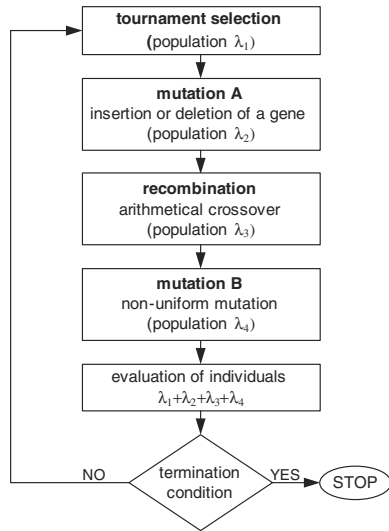 tournament selection
(population λ₁)
mutation A
insertion or deletion of a gene
(population λ₂)
recombination
arithmetical crossover
(population λ₃)
mutation B
non-uniform mutation
(population λ₄)
evaluation of individuals
λ₁+λ₂+λ₃+λ₄
NO
termination
condition
YES
STOP